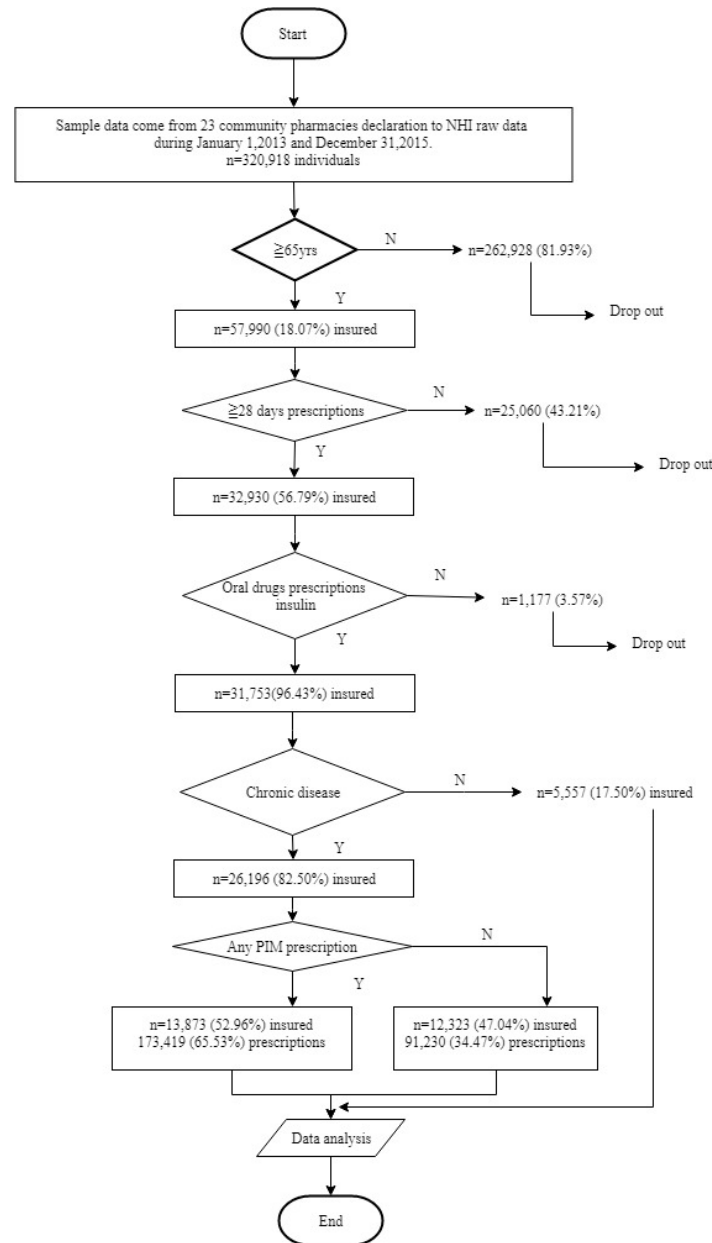 Start
Sample data come from 23 community pharmacies declaration to NHI raw data
during January 1,2013 and December 31,2015.
n=320,918 individuals
≧65yrs
N
n=262,928 (81.93%)
Drop out
Y
n=57,990 (18.07%) insured
≧28 days prescriptions
N
n=25,060 (43.21%)
Drop out
Y
n=32,930 (56.79%) insured
Oral drugs prescriptions
insulin
N
n=1,177 (3.57%)
Drop out
Y
n=31,753(96.43%) insured
Chronic disease
N
n=5,557 (17.50%) insured
Y
n=26,196 (82.50%) insured
Any PIM prescription
N
Y
n=13,873 (52.96%) insured
173,419 (65.53%) prescriptions
n=12,323 (47.04%) insured
91,230 (34.47%) prescriptions
Data analysis
End